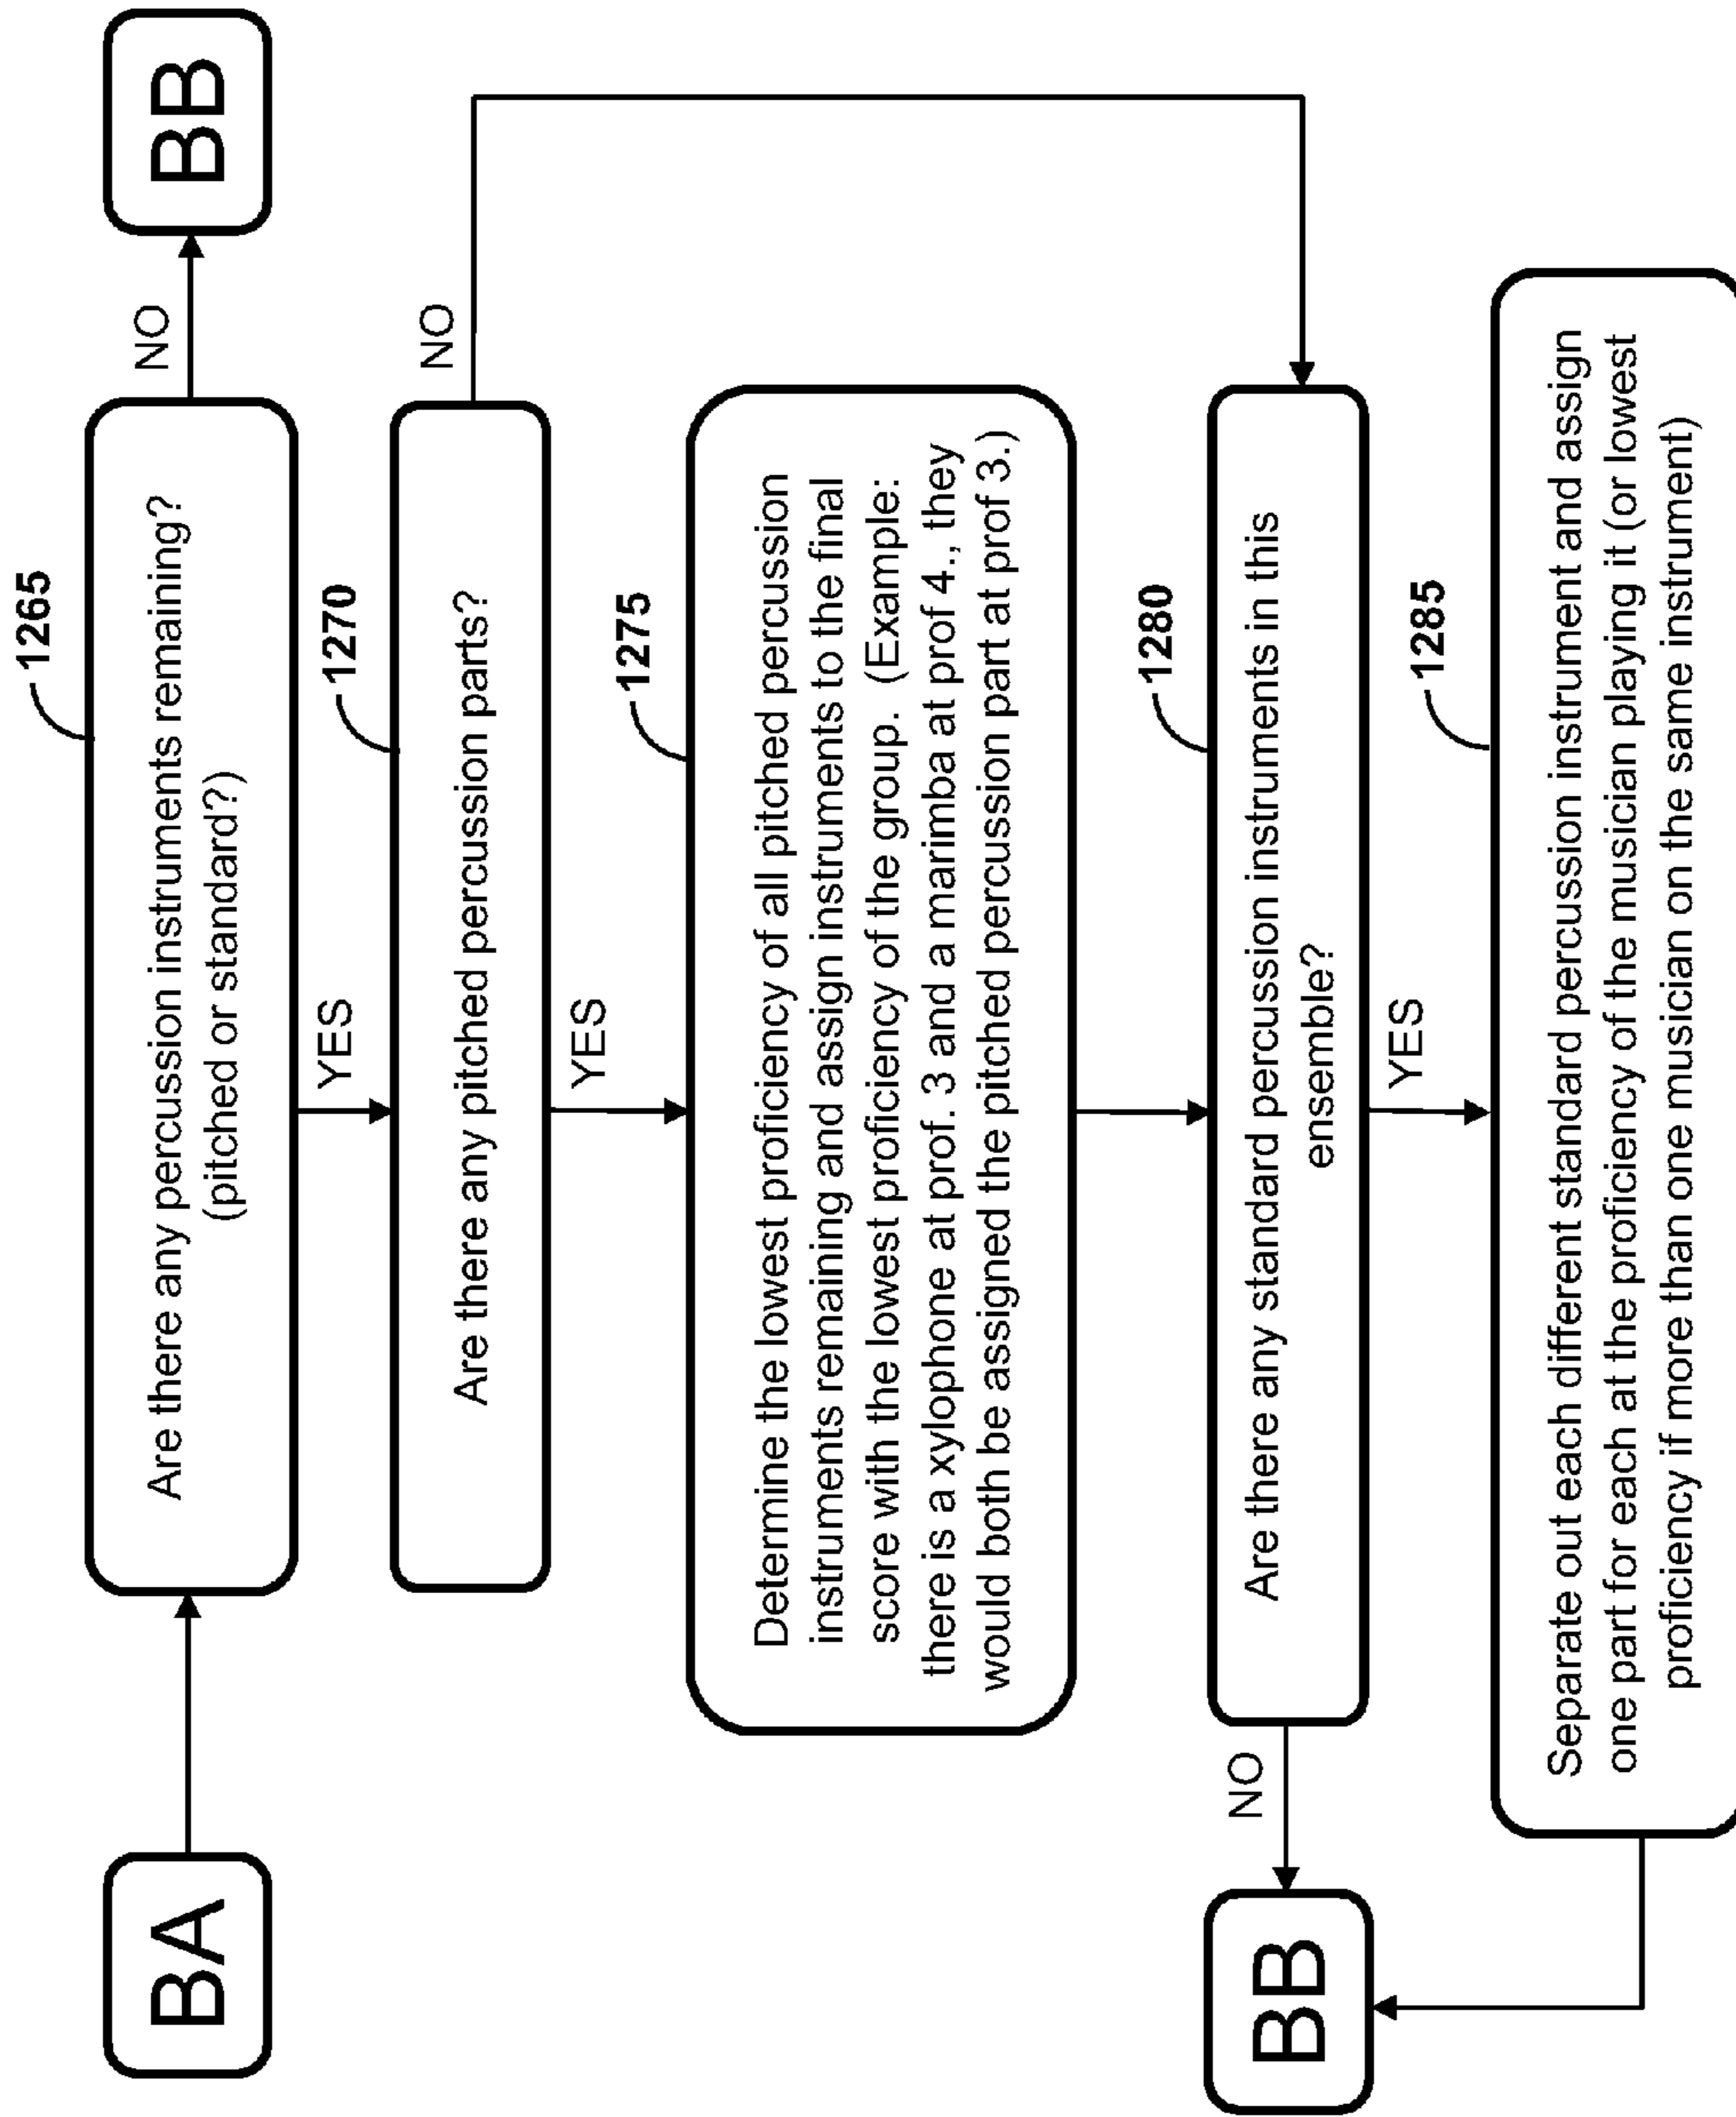 BA
1265
Are there any percussion instruments remaining?
(pitched or standard?)
NO
BB
YES
1270
Are there any pitched percussion parts?
NO
YES
1275
Determine the lowest proficiency of all pitched percussion
instruments remaining and assign instruments to the final
score with the lowest proficiency of the group. (Example:
there is a xylophone at prof. 3 and a marimba at prof 4., they
would both be assigned the pitched percussion part at prof 3.)
1280
Are there any standard percussion instruments in this
ensemble?
NO
BB
YES
1285
Separate out each different standard percussion instrument and assign
one part for each at the proficiency of the musician playing it (or lowest
proficiency if more than one musician on the same instrument)